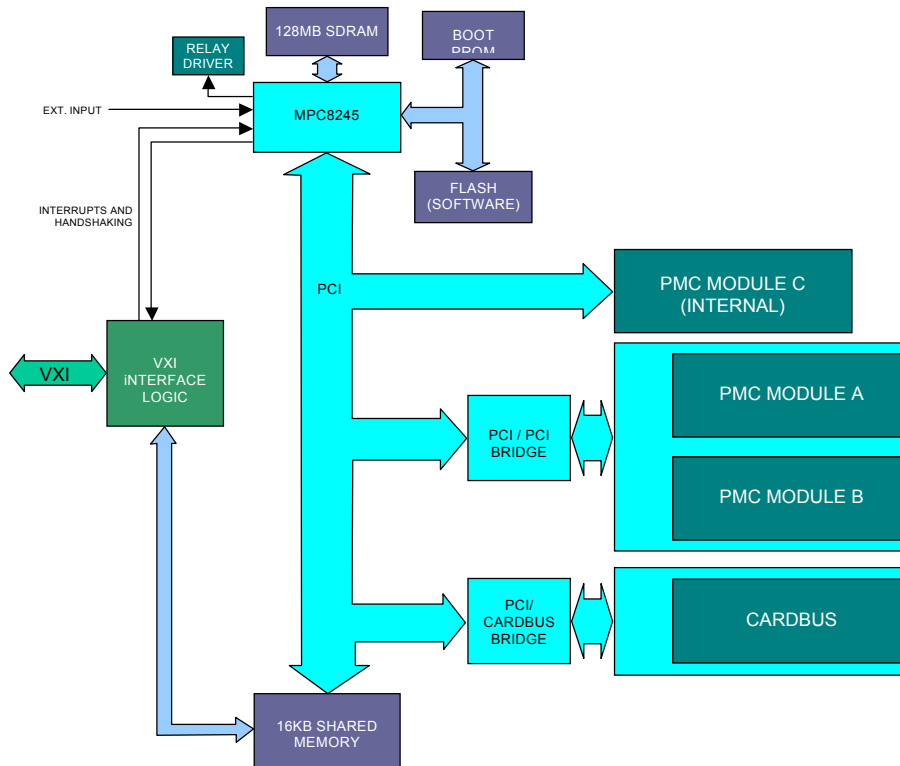 128MB SDRAM
BOOT
PROM
RELAY
DRIVER
EXT. INPUT
MPC8245
FLASH
(SOFTWARE)
INTERRUPTS AND
HANDSHAKING
PCI
PMC MODULE C
(INTERNAL)
VXI
VXI
iNTERFACE
LOGIC
PMC MODULE A
PCI / PCI
BRIDGE
PMC MODULE B
PCI/
CARDBUS
BRIDGE
CARDBUS
16KB SHARED
MEMORY